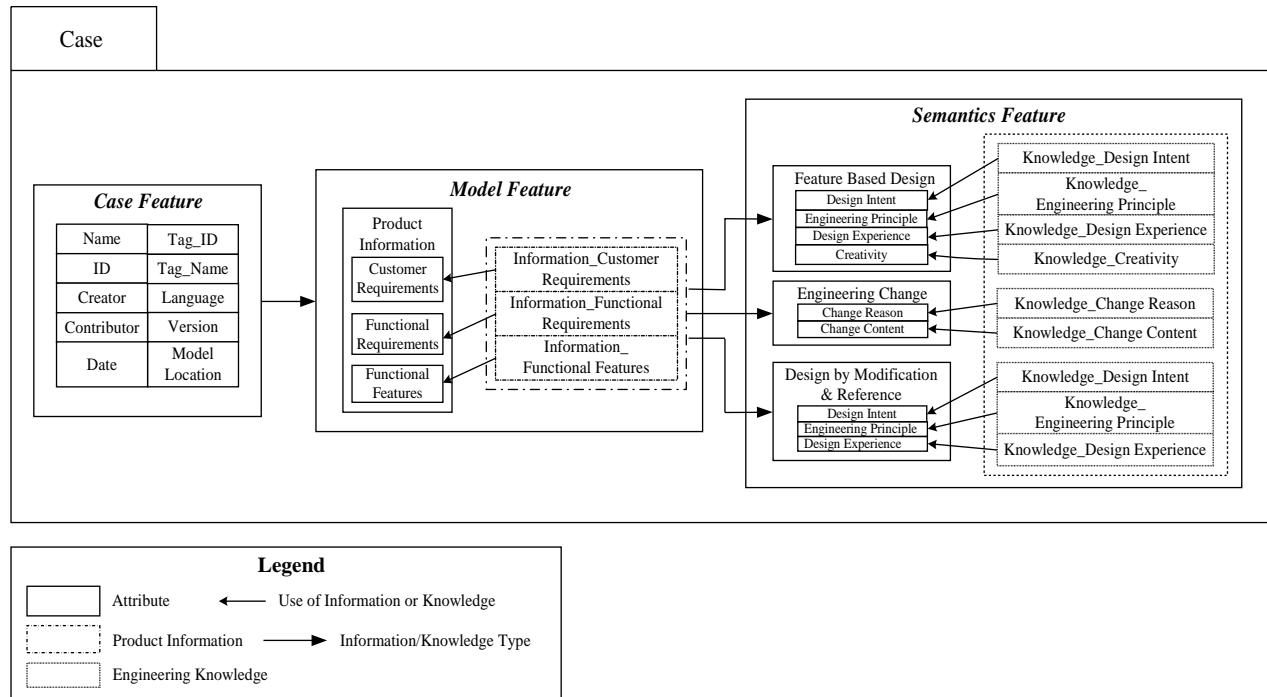 Case
Case Feature
Name
Tag_ID
ID
Tag_Name
Creator
Language
Contributor
Version
Date
Model
Location
Model Feature
Product
Information
Customer
Requirements
Functional
Requirements
Functional
Features
Information_Customer
Requirements
Information_Functional
Requirements
Information_
Functional Features
Semantics Feature
Feature Based Design
Design Intent
Engineering Principle
Design Experience
Creativity
Knowledge_Design Intent
Knowledge_
Engineering Principle
Knowledge_Design Experience
Knowledge_Creativity
Engineering Change
Change Reason
Change Content
Knowledge_Change Reason
Knowledge_Change Content
Design by Modification
& Reference
Design Intent
Engineering Principle
Design Experience
Knowledge_Design Intent
Knowledge_
Engineering Principle
Knowledge_Design Experience
Legend
Attribute
Use of Information or Knowledge
Product Information
Information/Knowledge Type
Engineering Knowledge